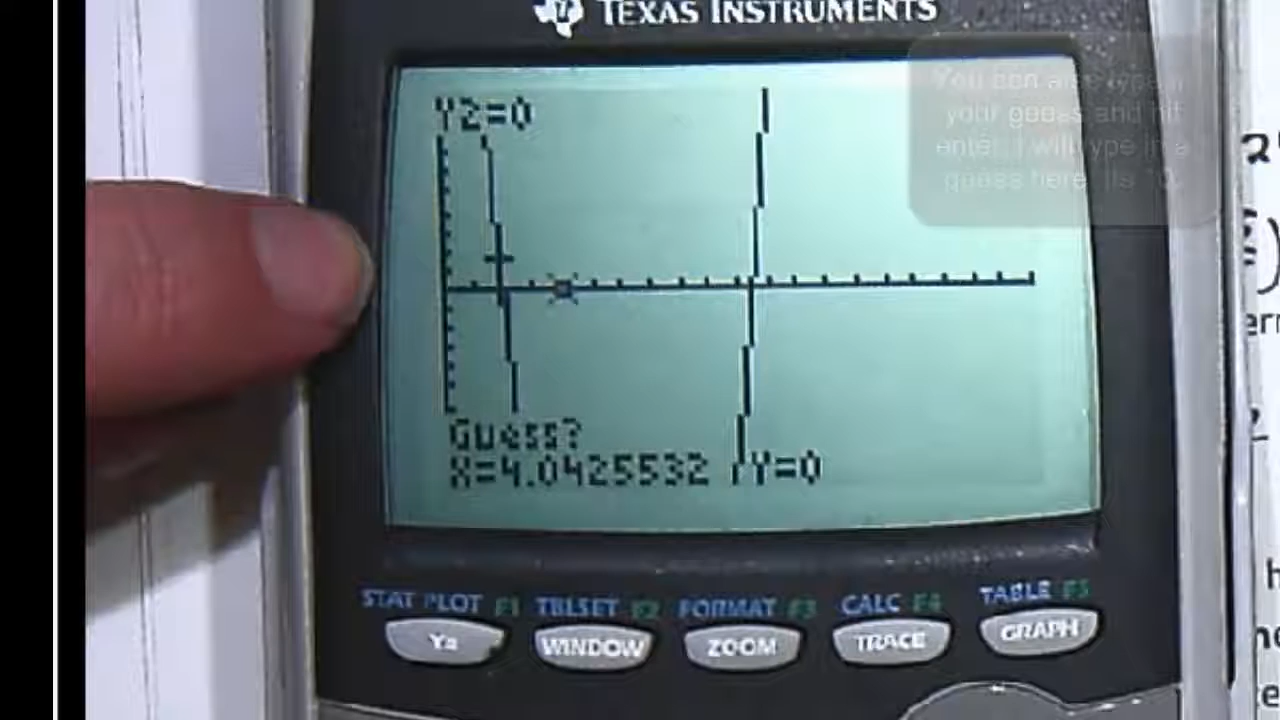 TEXAS INSTRUMENTS
You can also type in
your guess and hit
enter. I will type in a
guess here. Its 10.
Y2=0
Guess?
X=4.0425532 Y=0
STAT PLOT F1 TBLSET F2 FORMAT F3 CALC F4 TABLE F5
Y= WINDOW ZOOM TRACE GRAPH